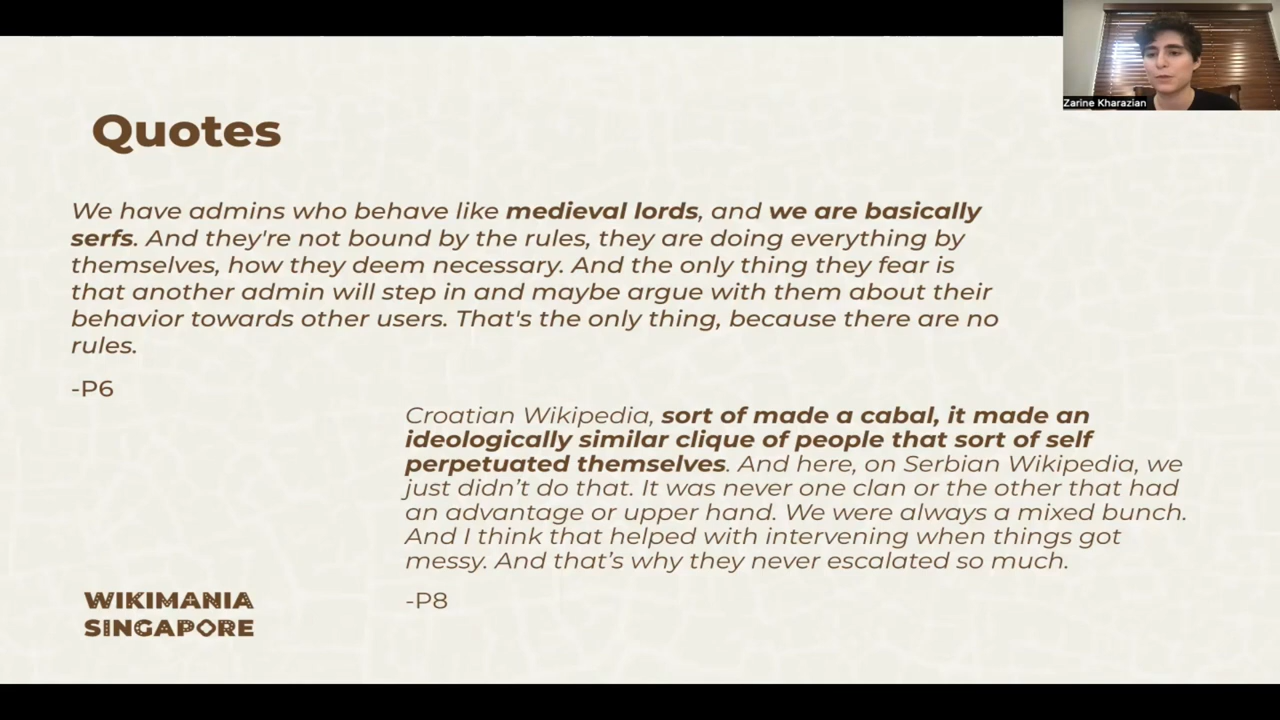 Zarine Kharazian
Quotes
We have admins who behave like medieval lords, and we are basically
serfs. And they're not bound by the rules, they are doing everything by
themselves, how they deem necessary. And the only thing they fear is
that another admin will step in and maybe argue with them about their
behavior towards other users. That's the only thing, because there are no
rules.
-P6
Croatian Wikipedia, sort of made a cabal, it made an
ideologically similar clique of people that sort of self
perpetuated themselves. And here, on Serbian Wikipedia, we
just didn’t do that. It was never one clan or the other that had
an advantage or upper hand. We were always a mixed bunch.
And I think that helped with intervening when things got
messy. And that’s why they never escalated so much.
-P8
WIKIMANIA
SINGAPORE